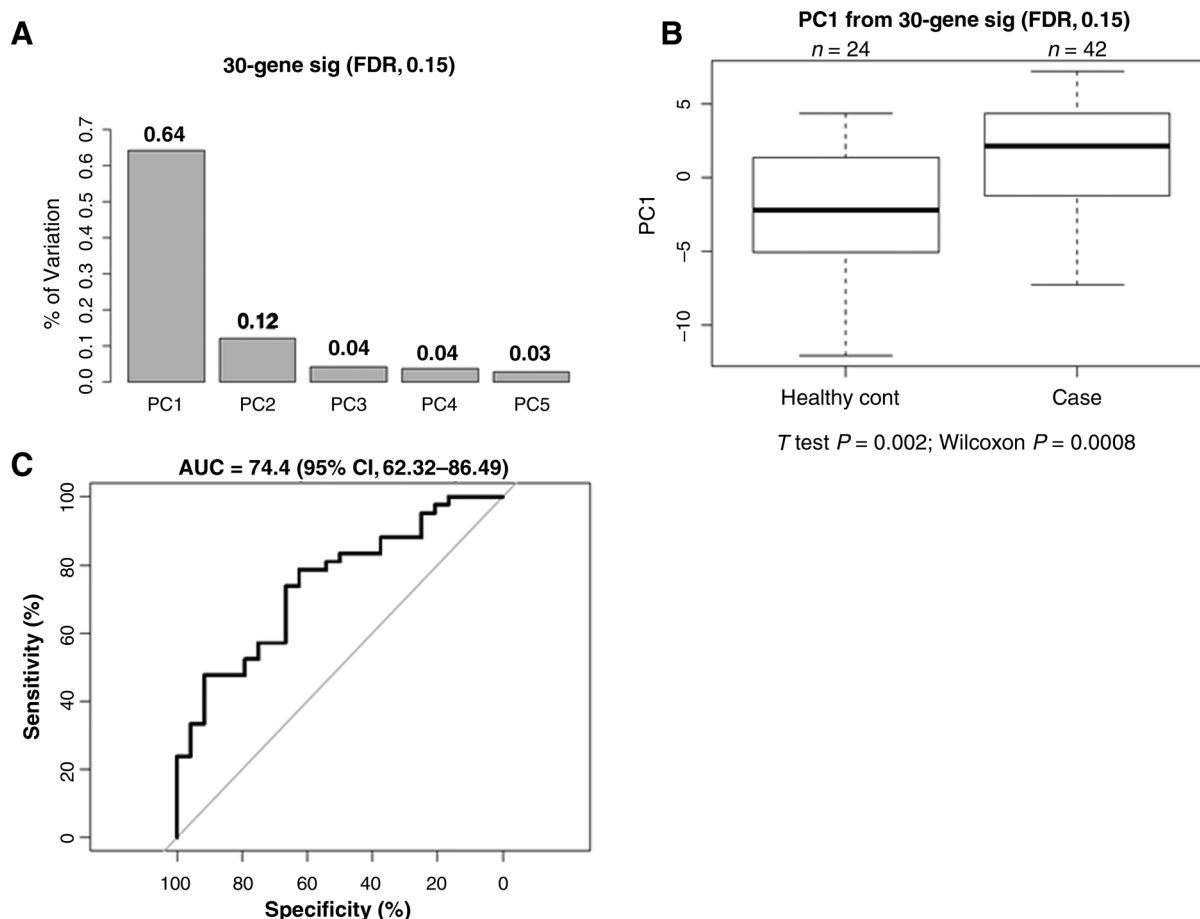 A
30-gene sig (FDR, 0.15)
% of Variation
0.0 0.1 0.2 0.3 0.4 0.5 0.6 0.7
0.64
0.12
0.04
0.04
0.03
PC1 PC2 PC3 PC4 PC5
B
PC1 from 30-gene sig (FDR, 0.15)
n = 24 n = 42
PC1
5
0
−5
−10
Healthy cont Case
T test P = 0.002; Wilcoxon P = 0.0008
C
AUC = 74.4 (95% CI, 62.32–86.49)
Sensitivity (%)
100
80
60
40
20
0
100 80 60 40 20 0
Specificity (%)